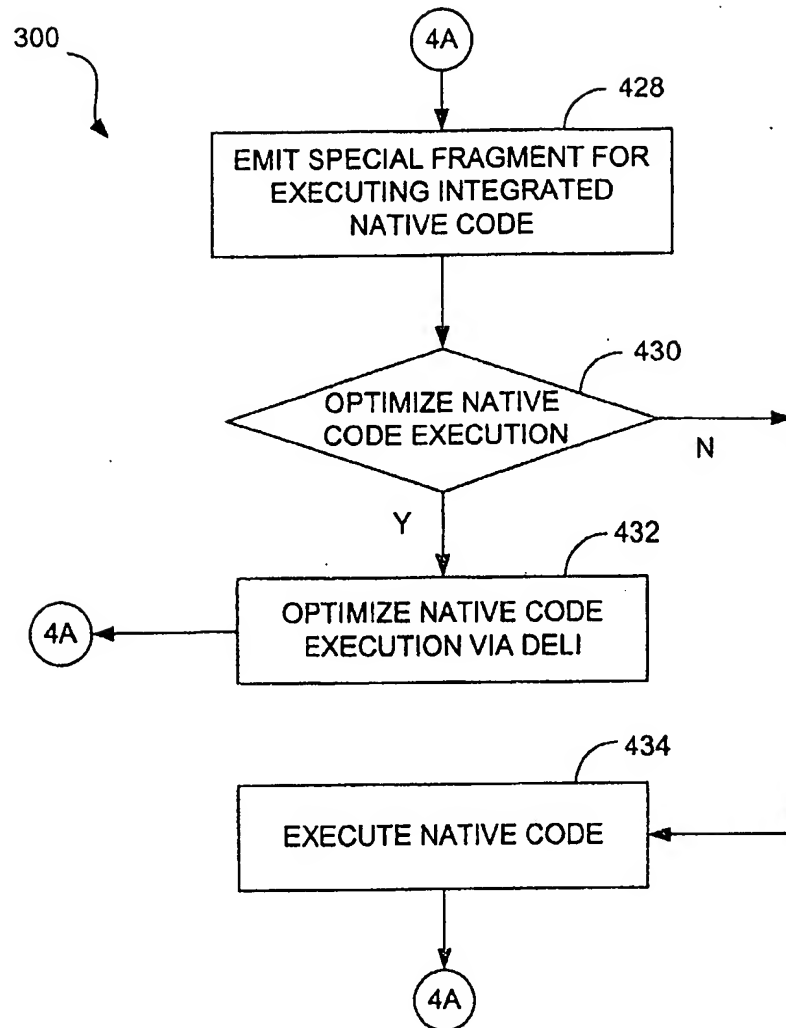 300
4A
428
EMIT SPECIAL FRAGMENT FOR
EXECUTING INTEGRATED
NATIVE CODE
430
OPTIMIZE NATIVE
CODE EXECUTION
N
Y
432
OPTIMIZE NATIVE CODE
EXECUTION VIA DELI
4A
434
EXECUTE NATIVE CODE
4A